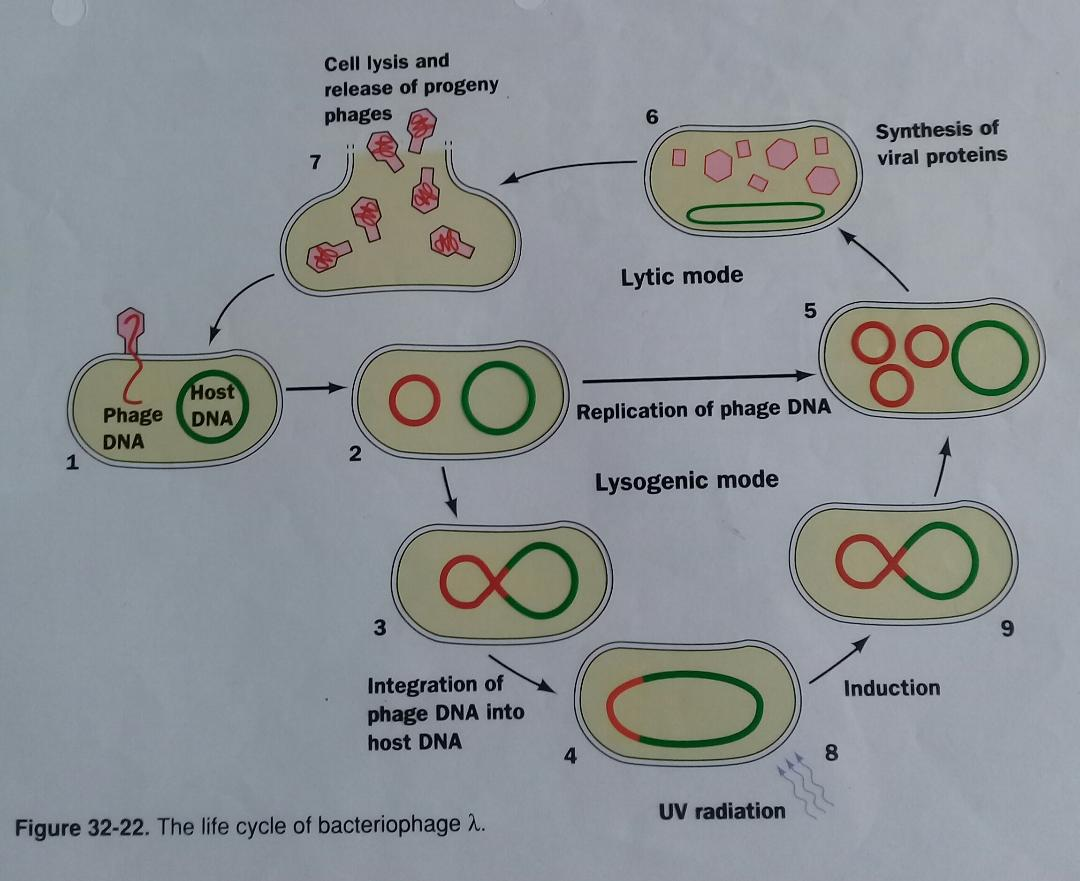 Cell lysis and
release of progeny
phages
7
6
Synthesis of
viral proteins
Lytic mode
5
Host
DNA
Phage
DNA
1
2
Replication of phage DNA
Lysogenic mode
3
9
Integration of
phage DNA into
host DNA
4
Induction
8
UV radiation
Figure 32-22. The life cycle of bacteriophage λ.